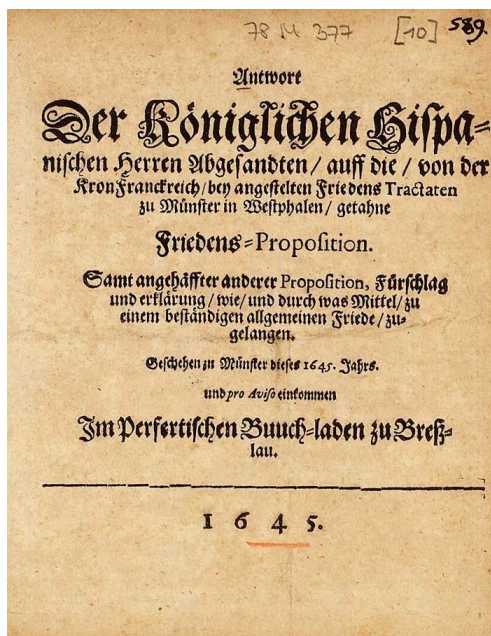 78 M 377 [10] 589.
Antwort
Der Königlichen Hispa=
nischen Herren Abgesandten / auff die / von der
Kron Franckreich / bey angestelten Friedens Tractaten
zu Münster in Westphalen / getahne
Friedens=Proposition.
Samt angehäffter anderer Proposition, Fürschlag
und erklärung / wie / und durch was Mittel / zu
einem beständigen allgemeinen Friede / zu=
gelangen.
Geschehen zu Münster dieses 1645. Jahrs.
und pro Aviso einkommen
Im Perfertischen Buuch=laden zu Breß=
lau.
1645.